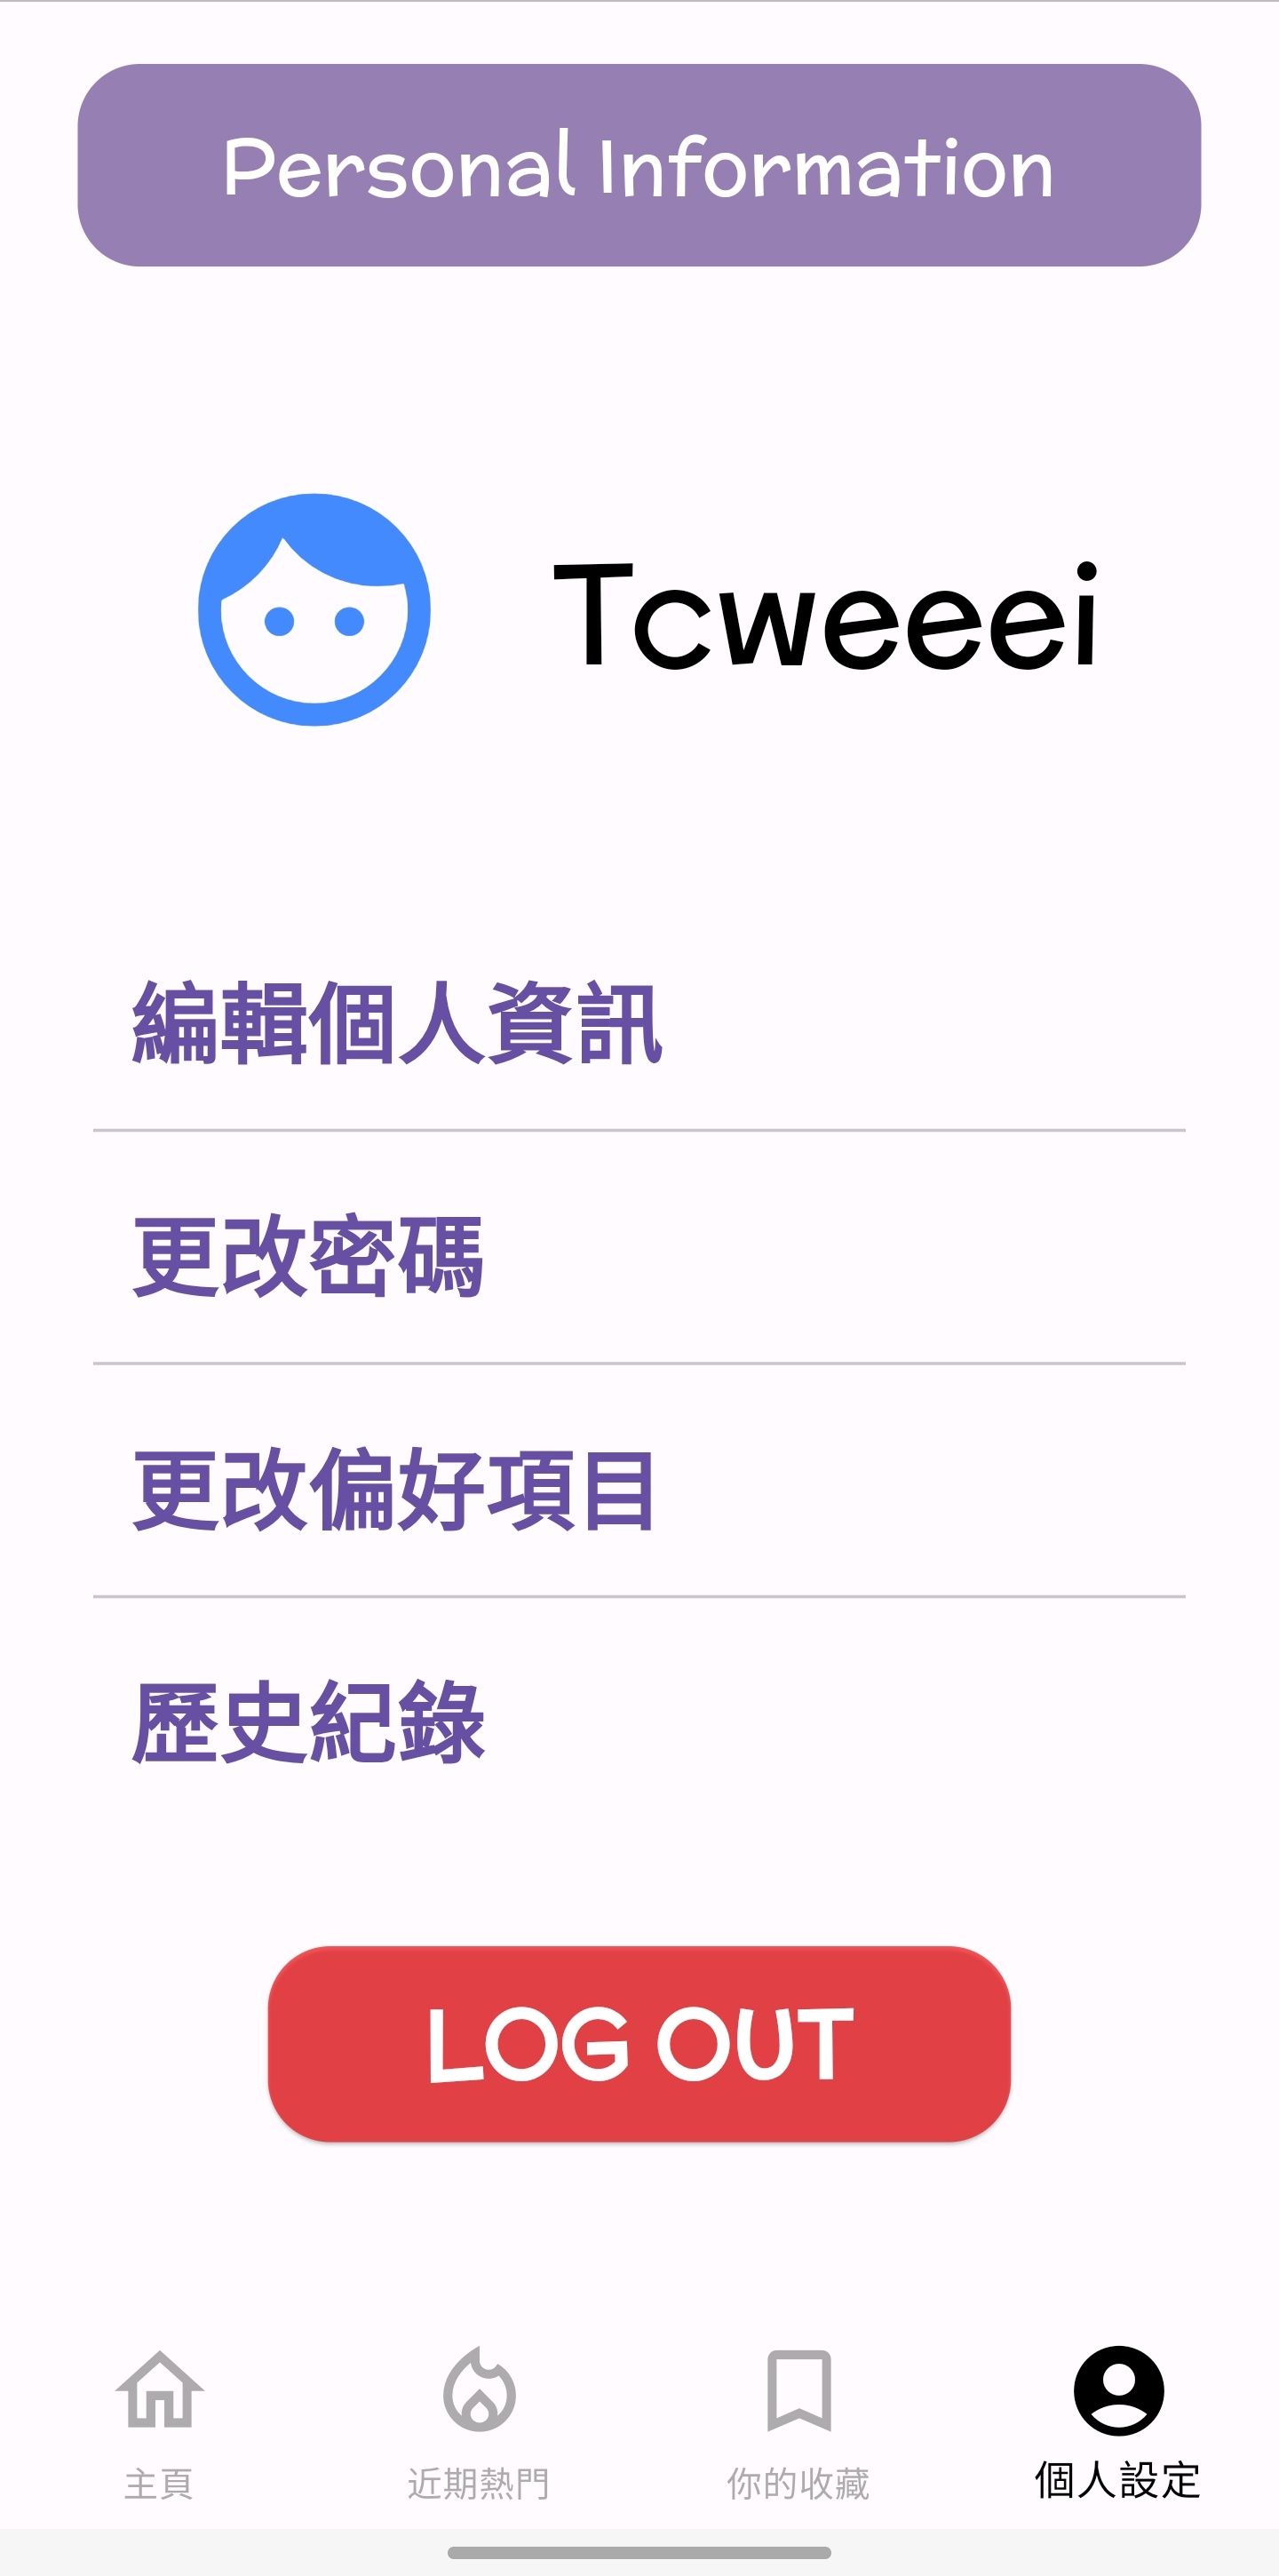 Personal Information
Tcweeei
編輯個人資訊
更改密碼
更改偏好項目
歷史紀錄
LOG OUT
主頁
近期熱門
你的收藏
個人設定